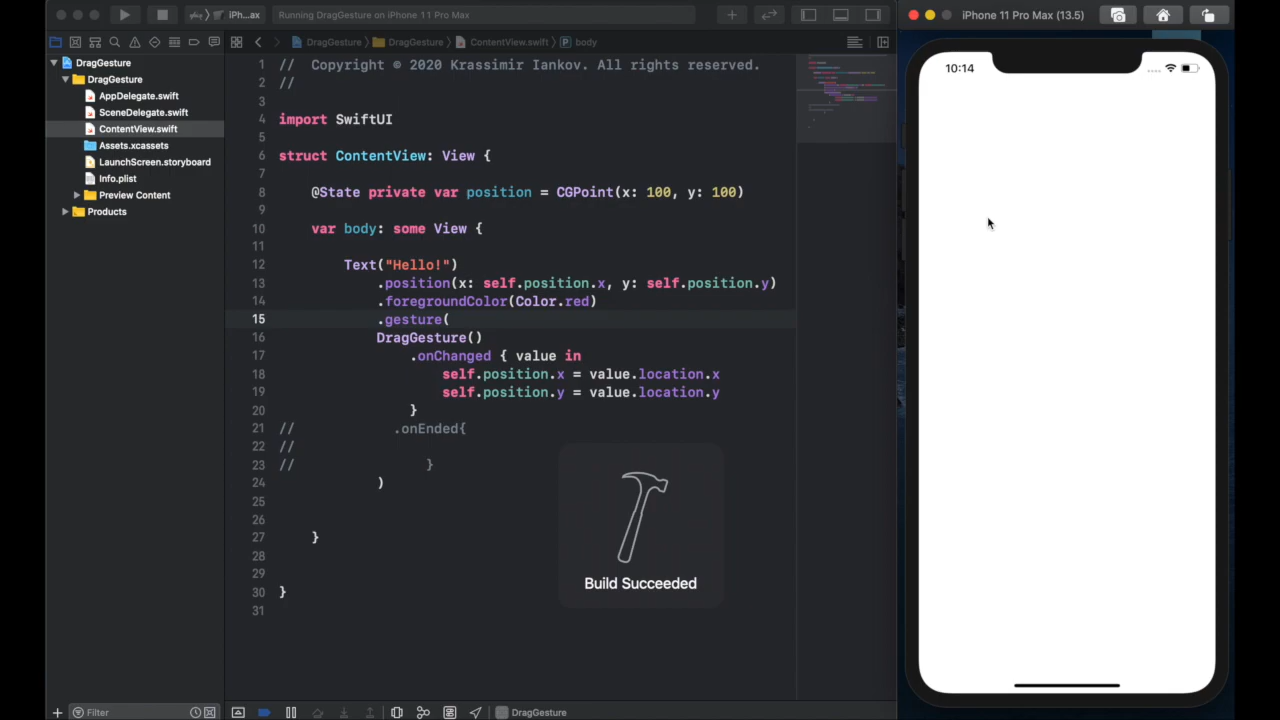 IPh...ax
Running DragGesture on iPhone 11 Pro Max
iPhone 11 Pro Max (13.5)
DragGesture
DragGesture
ContentView.swift
body
DragGesture
DragGesture
AppDelegate.swift
SceneDelegate.swift
ContentView.swift
Assets.xcassets
LaunchScreen.storyboard
Info.plist
Preview Content
Products
1 //  Copyright © 2020 Krassimir Iankov. All rights reserved.
2 //
3
4 import SwiftUI
5
6 struct ContentView: View {
7
8     @State private var position = CGPoint(x: 100, y: 100)
9
10     var body: some View {
11
12         Text("Hello!")
13             .position(x: self.position.x, y: self.position.y)
14             .foregroundColor(Color.red)
15             .gesture(
16             DragGesture()
17                 .onChanged { value in
18                     self.position.x = value.location.x
19                     self.position.y = value.location.y
20                 }
21 //            .onEnded{
22 //
23 //                }
24             )
25
26
27     }
28
29
30 }
31
Build Succeeded
10:14
Filter
DragGesture